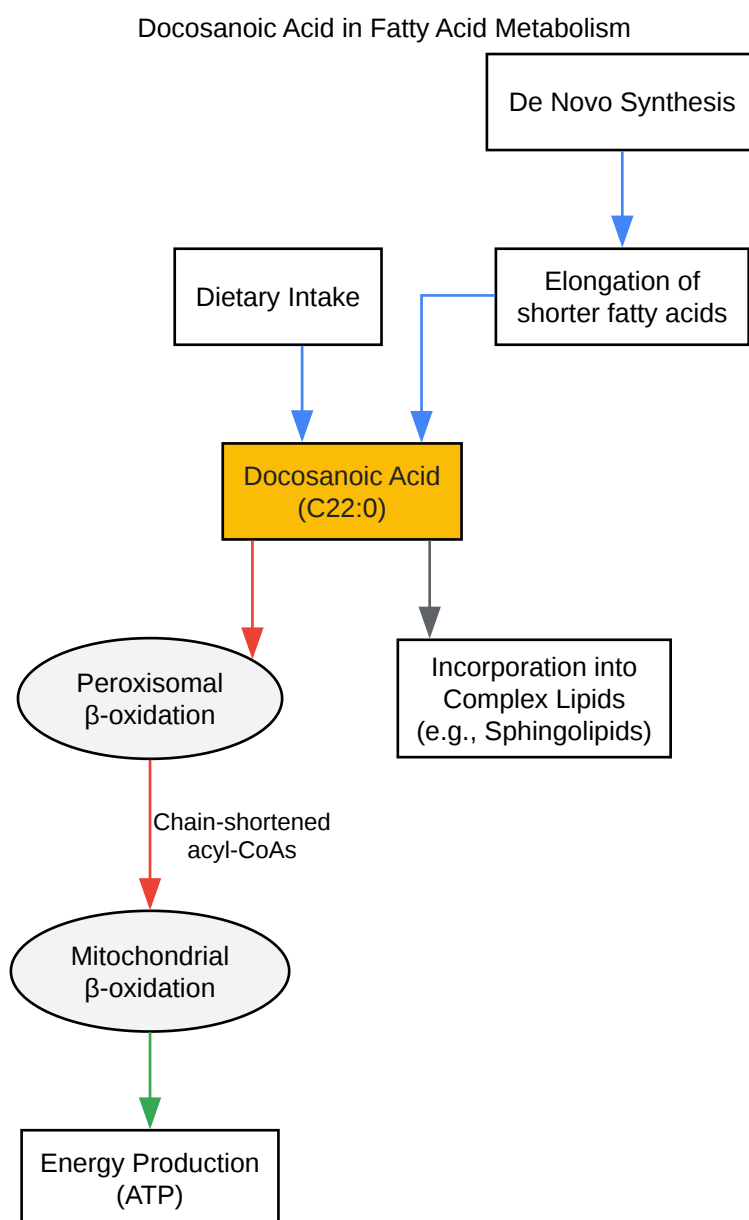 Docosanoic Acid in Fatty Acid Metabolism
De Novo Synthesis
Dietary Intake
Elongation of
shorter fatty acids
Docosanoic Acid
(C22:0)
Peroxisomal
β-oxidation
Incorporation into
Complex Lipids
(e.g., Sphingolipids)
Chain-shortened
acyl-CoAs
Mitochondrial
β-oxidation
Energy Production
(ATP)